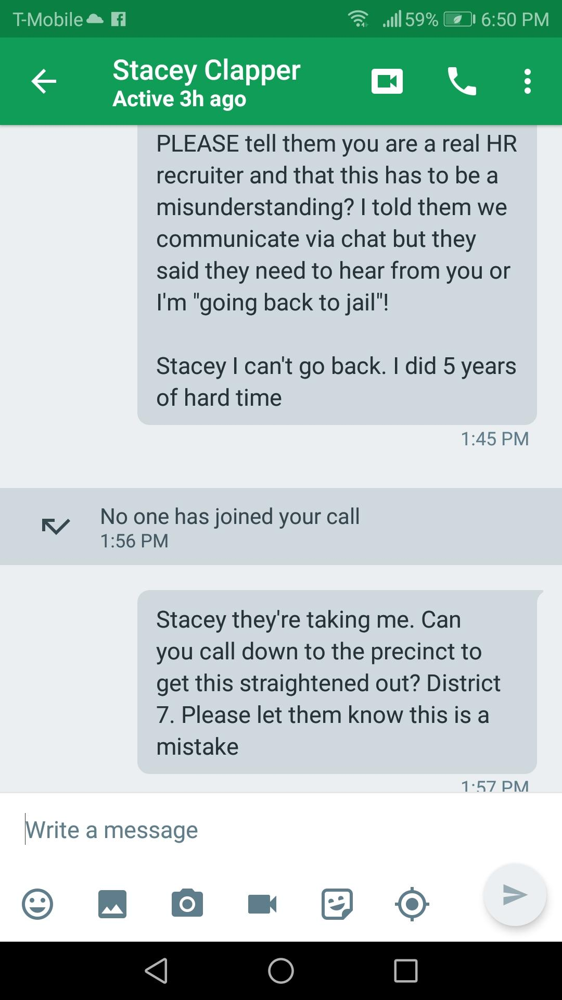 T-Mobile 59% 6:50 PM
Stacey Clapper
Active 3h ago
PLEASE tell them you are a real HR
recruiter and that this has to be a
misunderstanding? I told them we
communicate via chat but they
said they need to hear from you or
I'm "going back to jail"!
Stacey I can't go back. I did 5 years
of hard time
1:45 PM
No one has joined your call
1:56 PM
Stacey they're taking me. Can
you call down to the precinct to
get this straightened out? District
7. Please let them know this is a
mistake
1:57 PM
Write a message